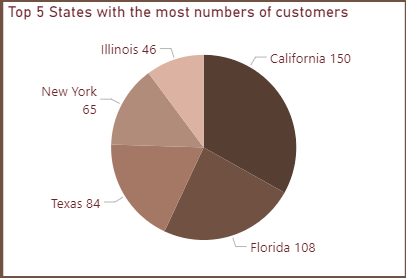 Top 5 States with the most numbers of customers
Illinois 46
California 150
New York
65
Texas 84
Florida 108